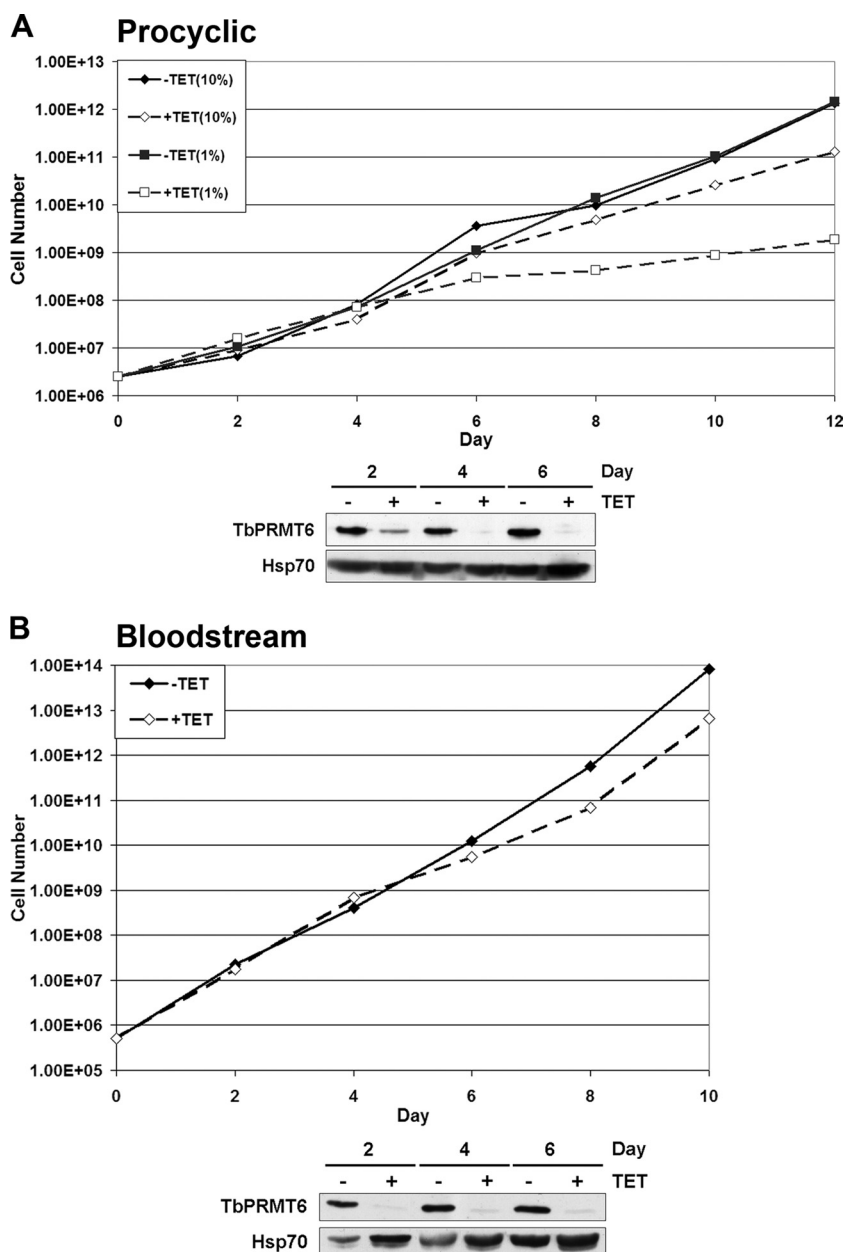 A
Procyclic
1.00E+13
1.00E+12
1.00E+11
1.00E+10
1.00E+09
1.00E+08
1.00E+07
1.00E+06
Cell Number
-TET(10%)
+TET(10%)
-TET(1%)
+TET(1%)
0 2 4 6 8 10 12
Day
2 4 6 Day
- + - + - + TET
TbPRMT6
Hsp70
B
Bloodstream
1.00E+14
1.00E+13
1.00E+12
1.00E+11
1.00E+10
1.00E+09
1.00E+08
1.00E+07
1.00E+06
1.00E+05
Cell Number
-TET
+TET
0 2 4 6 8 10
Day
2 4 6 Day
- + - + - + TET
TbPRMT6
Hsp70